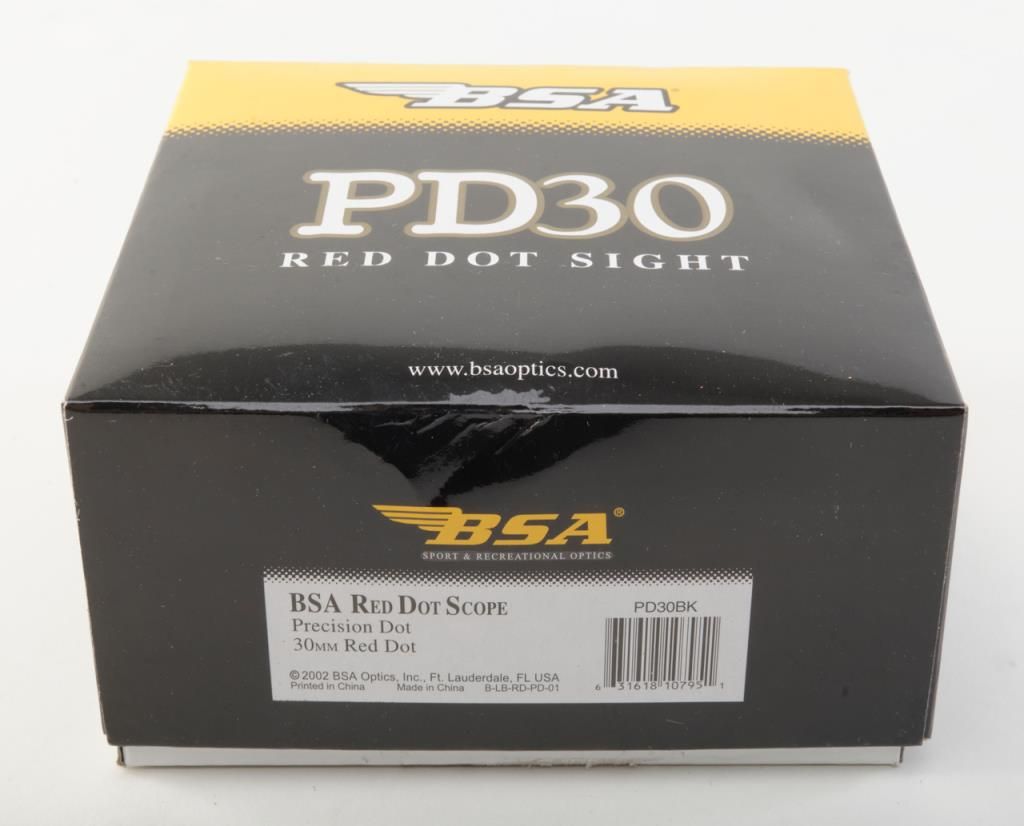 BSA
PD30
RED DOT SIGHT
www.bsaoptics.com
BSA®
SPORT & RECREATIONAL OPTICS
BSA RED DOT SCOPE
Precision Dot
30MM Red Dot
PD30BK
© 2002 BSA Optics, Inc., Ft. Lauderdale, FL USA
Printed in China Made in China B-LB-RD-PD-01
6 31618 10795 1